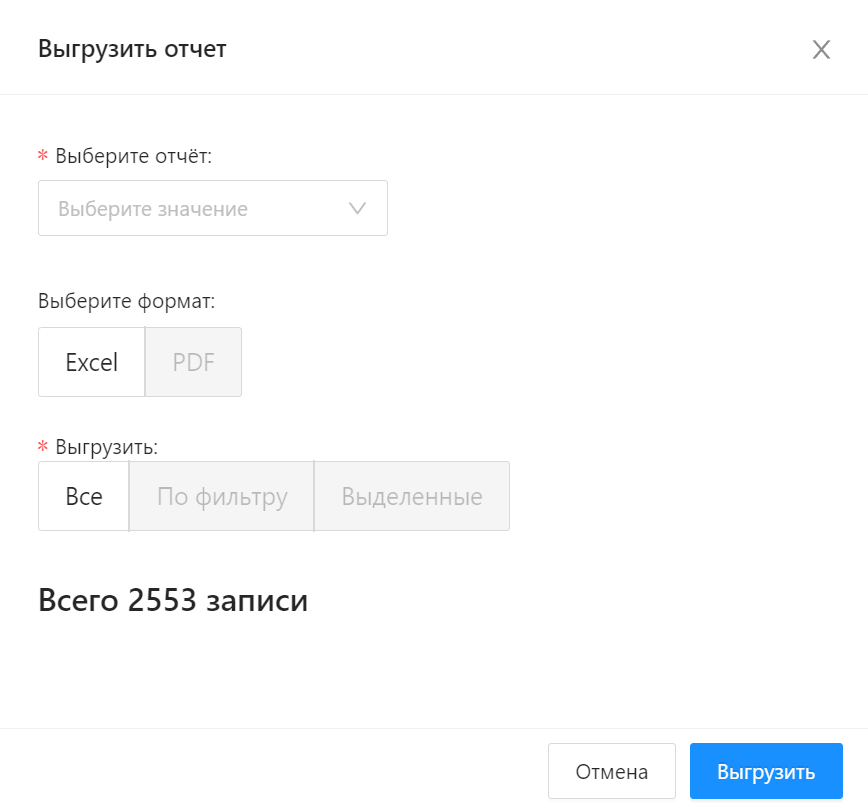 Выгрузить отчет
* Выберите отчёт:
Выберите значение
Выберите формат:
Excel PDF
* Выгрузить:
Все По фильтру Выделенные
Всего 2553 записи
Отмена Выгрузить